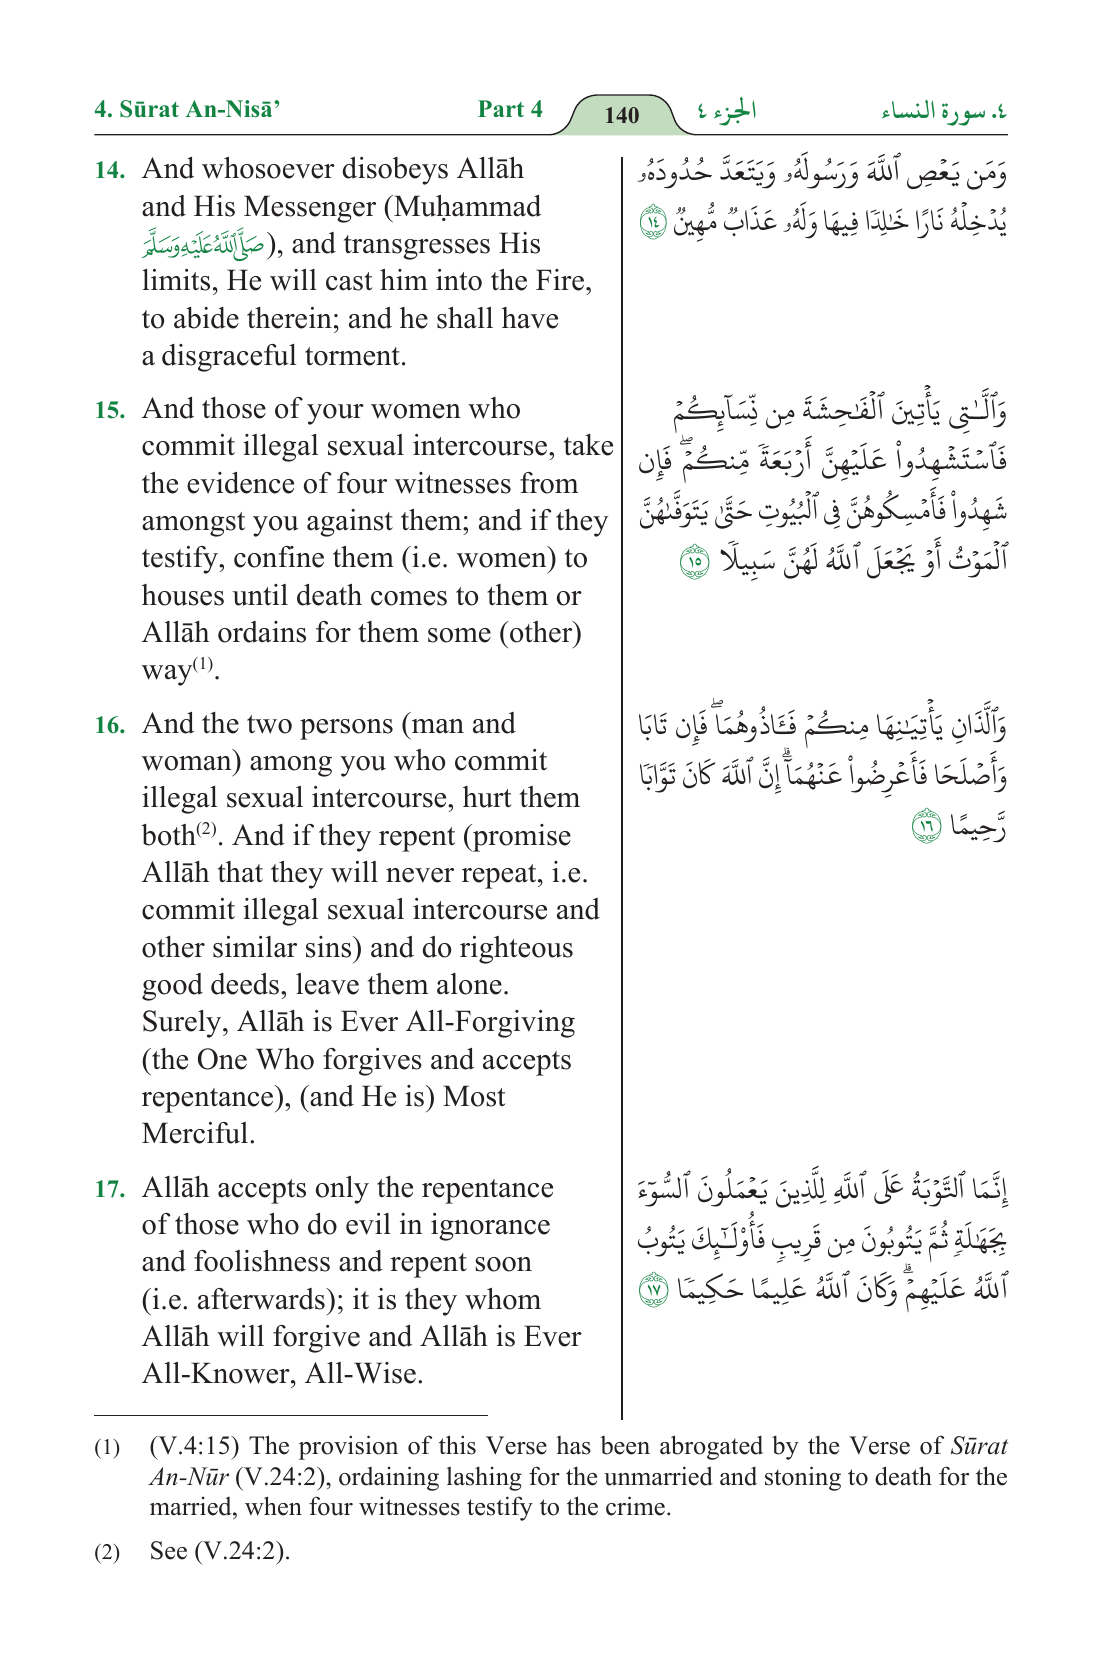 4. Sūrat An-Nisā’ Part 4 140 الجزء ٤ ٤. سورة النساء
14. And whosoever disobeys Allāh
and His Messenger (Muḥammad
صَلَّى اللَّهُ عَلَيْهِ وَسَلَّمَ), and transgresses His
limits, He will cast him into the Fire,
to abide therein; and he shall have
a disgraceful torment.
وَمَن يَعۡصِ ٱللَّهَ وَرَسُولَهُۥ وَيَتَعَدَّ حُدُودَهُۥ
يُدۡخِلۡهُ نَارًا خَٰلِدٗا فِيهَا وَلَهُۥ عَذَابٞ مُّهِينٞ ١٤
15. And those of your women who
commit illegal sexual intercourse, take
the evidence of four witnesses from
amongst you against them; and if they
testify, confine them (i.e. women) to
houses until death comes to them or
Allāh ordains for them some (other)
way(1).
وَٱلَّٰتِي يَأۡتِينَ ٱلۡفَٰحِشَةَ مِن نِّسَآئِكُمۡ
فَٱسۡتَشۡهِدُواْ عَلَيۡهِنَّ أَرۡبَعَةٗ مِّنكُمۡۖ فَإِن
شَهِدُواْ فَأَمۡسِكُوهُنَّ فِي ٱلۡبُيُوتِ حَتَّىٰ يَتَوَفَّىٰهُنَّ
ٱلۡمَوۡتُ أَوۡ يَجۡعَلَ ٱللَّهُ لَهُنَّ سَبِيلٗا ١٥
16. And the two persons (man and
woman) among you who commit
illegal sexual intercourse, hurt them
both(2). And if they repent (promise
Allāh that they will never repeat, i.e.
commit illegal sexual intercourse and
other similar sins) and do righteous
good deeds, leave them alone.
Surely, Allāh is Ever All-Forgiving
(the One Who forgives and accepts
repentance), (and He is) Most
Merciful.
وَٱلَّذَانِ يَأۡتِيَٰنِهَا مِنكُمۡ فَـَٔاذُوهُمَاۖ فَإِن تَابَا
وَأَصۡلَحَا فَأَعۡرِضُواْ عَنۡهُمَآۗ إِنَّ ٱللَّهَ كَانَ تَوَّابٗا
رَّحِيمًا ١٦
17. Allāh accepts only the repentance
of those who do evil in ignorance
and foolishness and repent soon
(i.e. afterwards); it is they whom
Allāh will forgive and Allāh is Ever
All-Knower, All-Wise.
إِنَّمَا ٱلتَّوۡبَةُ عَلَى ٱللَّهِ لِلَّذِينَ يَعۡمَلُونَ ٱلسُّوٓءَ
بِجَهَٰلَةٖ ثُمَّ يَتُوبُونَ مِن قَرِيبٖ فَأُوْلَٰٓئِكَ يَتُوبُ
ٱللَّهُ عَلَيۡهِمۡۗ وَكَانَ ٱللَّهُ عَلِيمًا حَكِيمٗا ١٧
(1) (V.4:15) The provision of this Verse has been abrogated by the Verse of Sūrat
An-Nūr (V.24:2), ordaining lashing for the unmarried and stoning to death for the
married, when four witnesses testify to the crime.
(2) See (V.24:2).